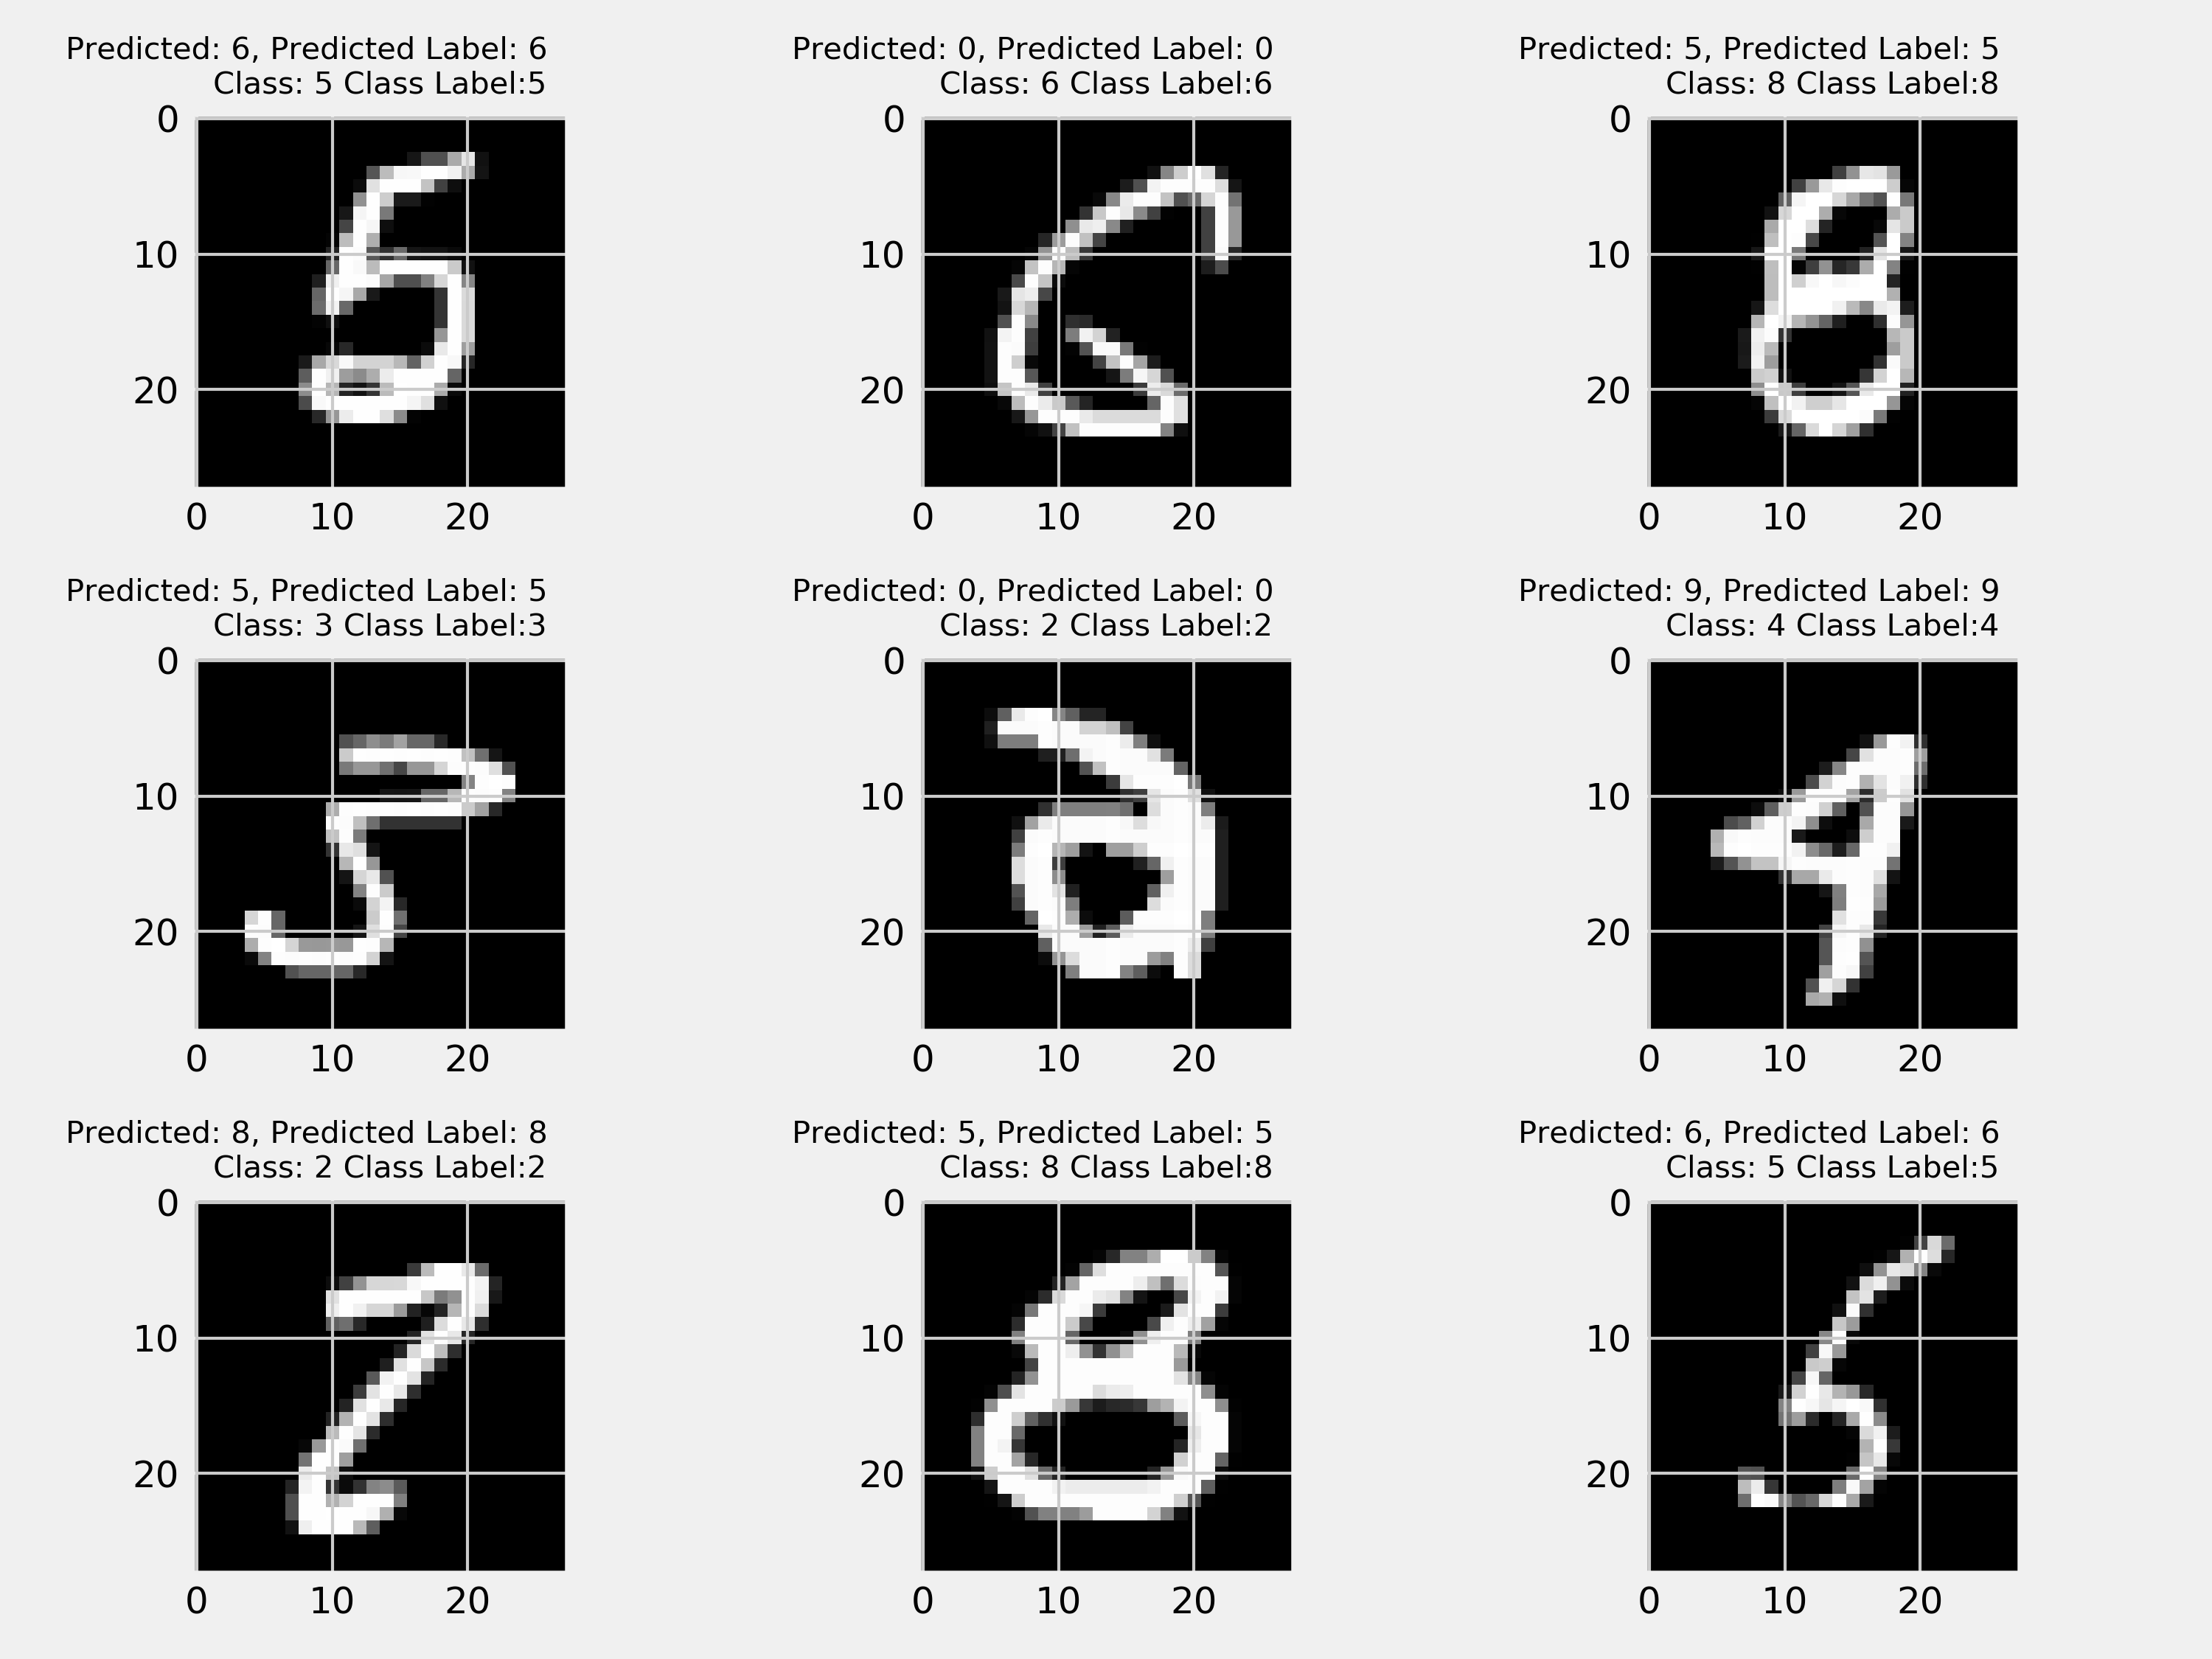 Predicted: 6, Predicted Label: 6
Class: 5 Class Label:5
Predicted: 0, Predicted Label: 0
Class: 6 Class Label:6
Predicted: 5, Predicted Label: 5
Class: 8 Class Label:8
0
10
20
0 10 20
0
10
20
0 10 20
0
10
20
0 10 20
Predicted: 5, Predicted Label: 5
Class: 3 Class Label:3
Predicted: 0, Predicted Label: 0
Class: 2 Class Label:2
Predicted: 9, Predicted Label: 9
Class: 4 Class Label:4
0
10
20
0 10 20
0
10
20
0 10 20
0
10
20
0 10 20
Predicted: 8, Predicted Label: 8
Class: 2 Class Label:2
Predicted: 5, Predicted Label: 5
Class: 8 Class Label:8
Predicted: 6, Predicted Label: 6
Class: 5 Class Label:5
0
10
20
0 10 20
0
10
20
0 10 20
0
10
20
0 10 20